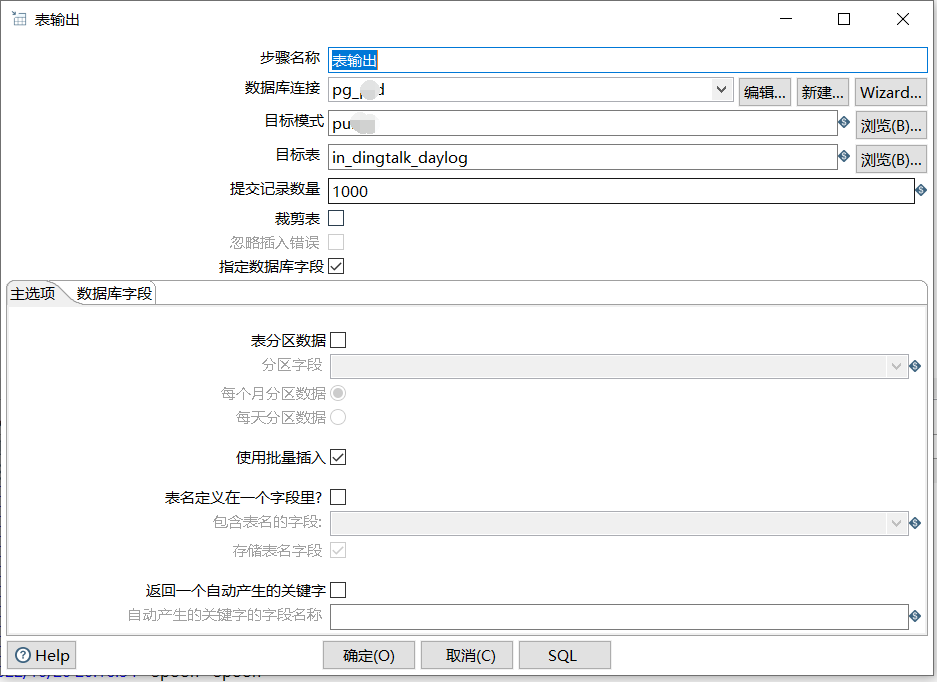 表输出
步骤名称 表输出
数据库连接 编辑... 新建... Wizard...
目标模式 浏览(B)...
目标表 in_dingtalk_daylog 浏览(B)...
提交记录数量 1000
裁剪表
忽略插入错误
指定数据库字段
主选项 数据库字段
表分区数据
分区字段
每个月分区数据
每天分区数据
使用批量插入
表名定义在一个字段里?
包含表名的字段:
存储表名字段
返回一个自动产生的关键字
自动产生的关键字的字段名称
Help 确定(O) 取消(C) SQL